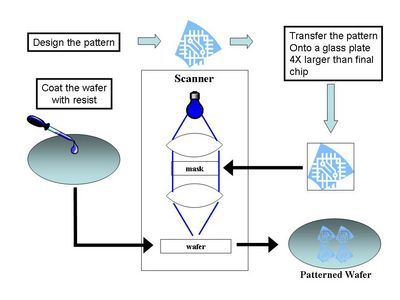 Design the pattern
Transfer the pattern
Onto a glass plate
4X larger than final
chip
Coat the wafer
with resist
Scanner
mask
wafer
Patterned Wafer